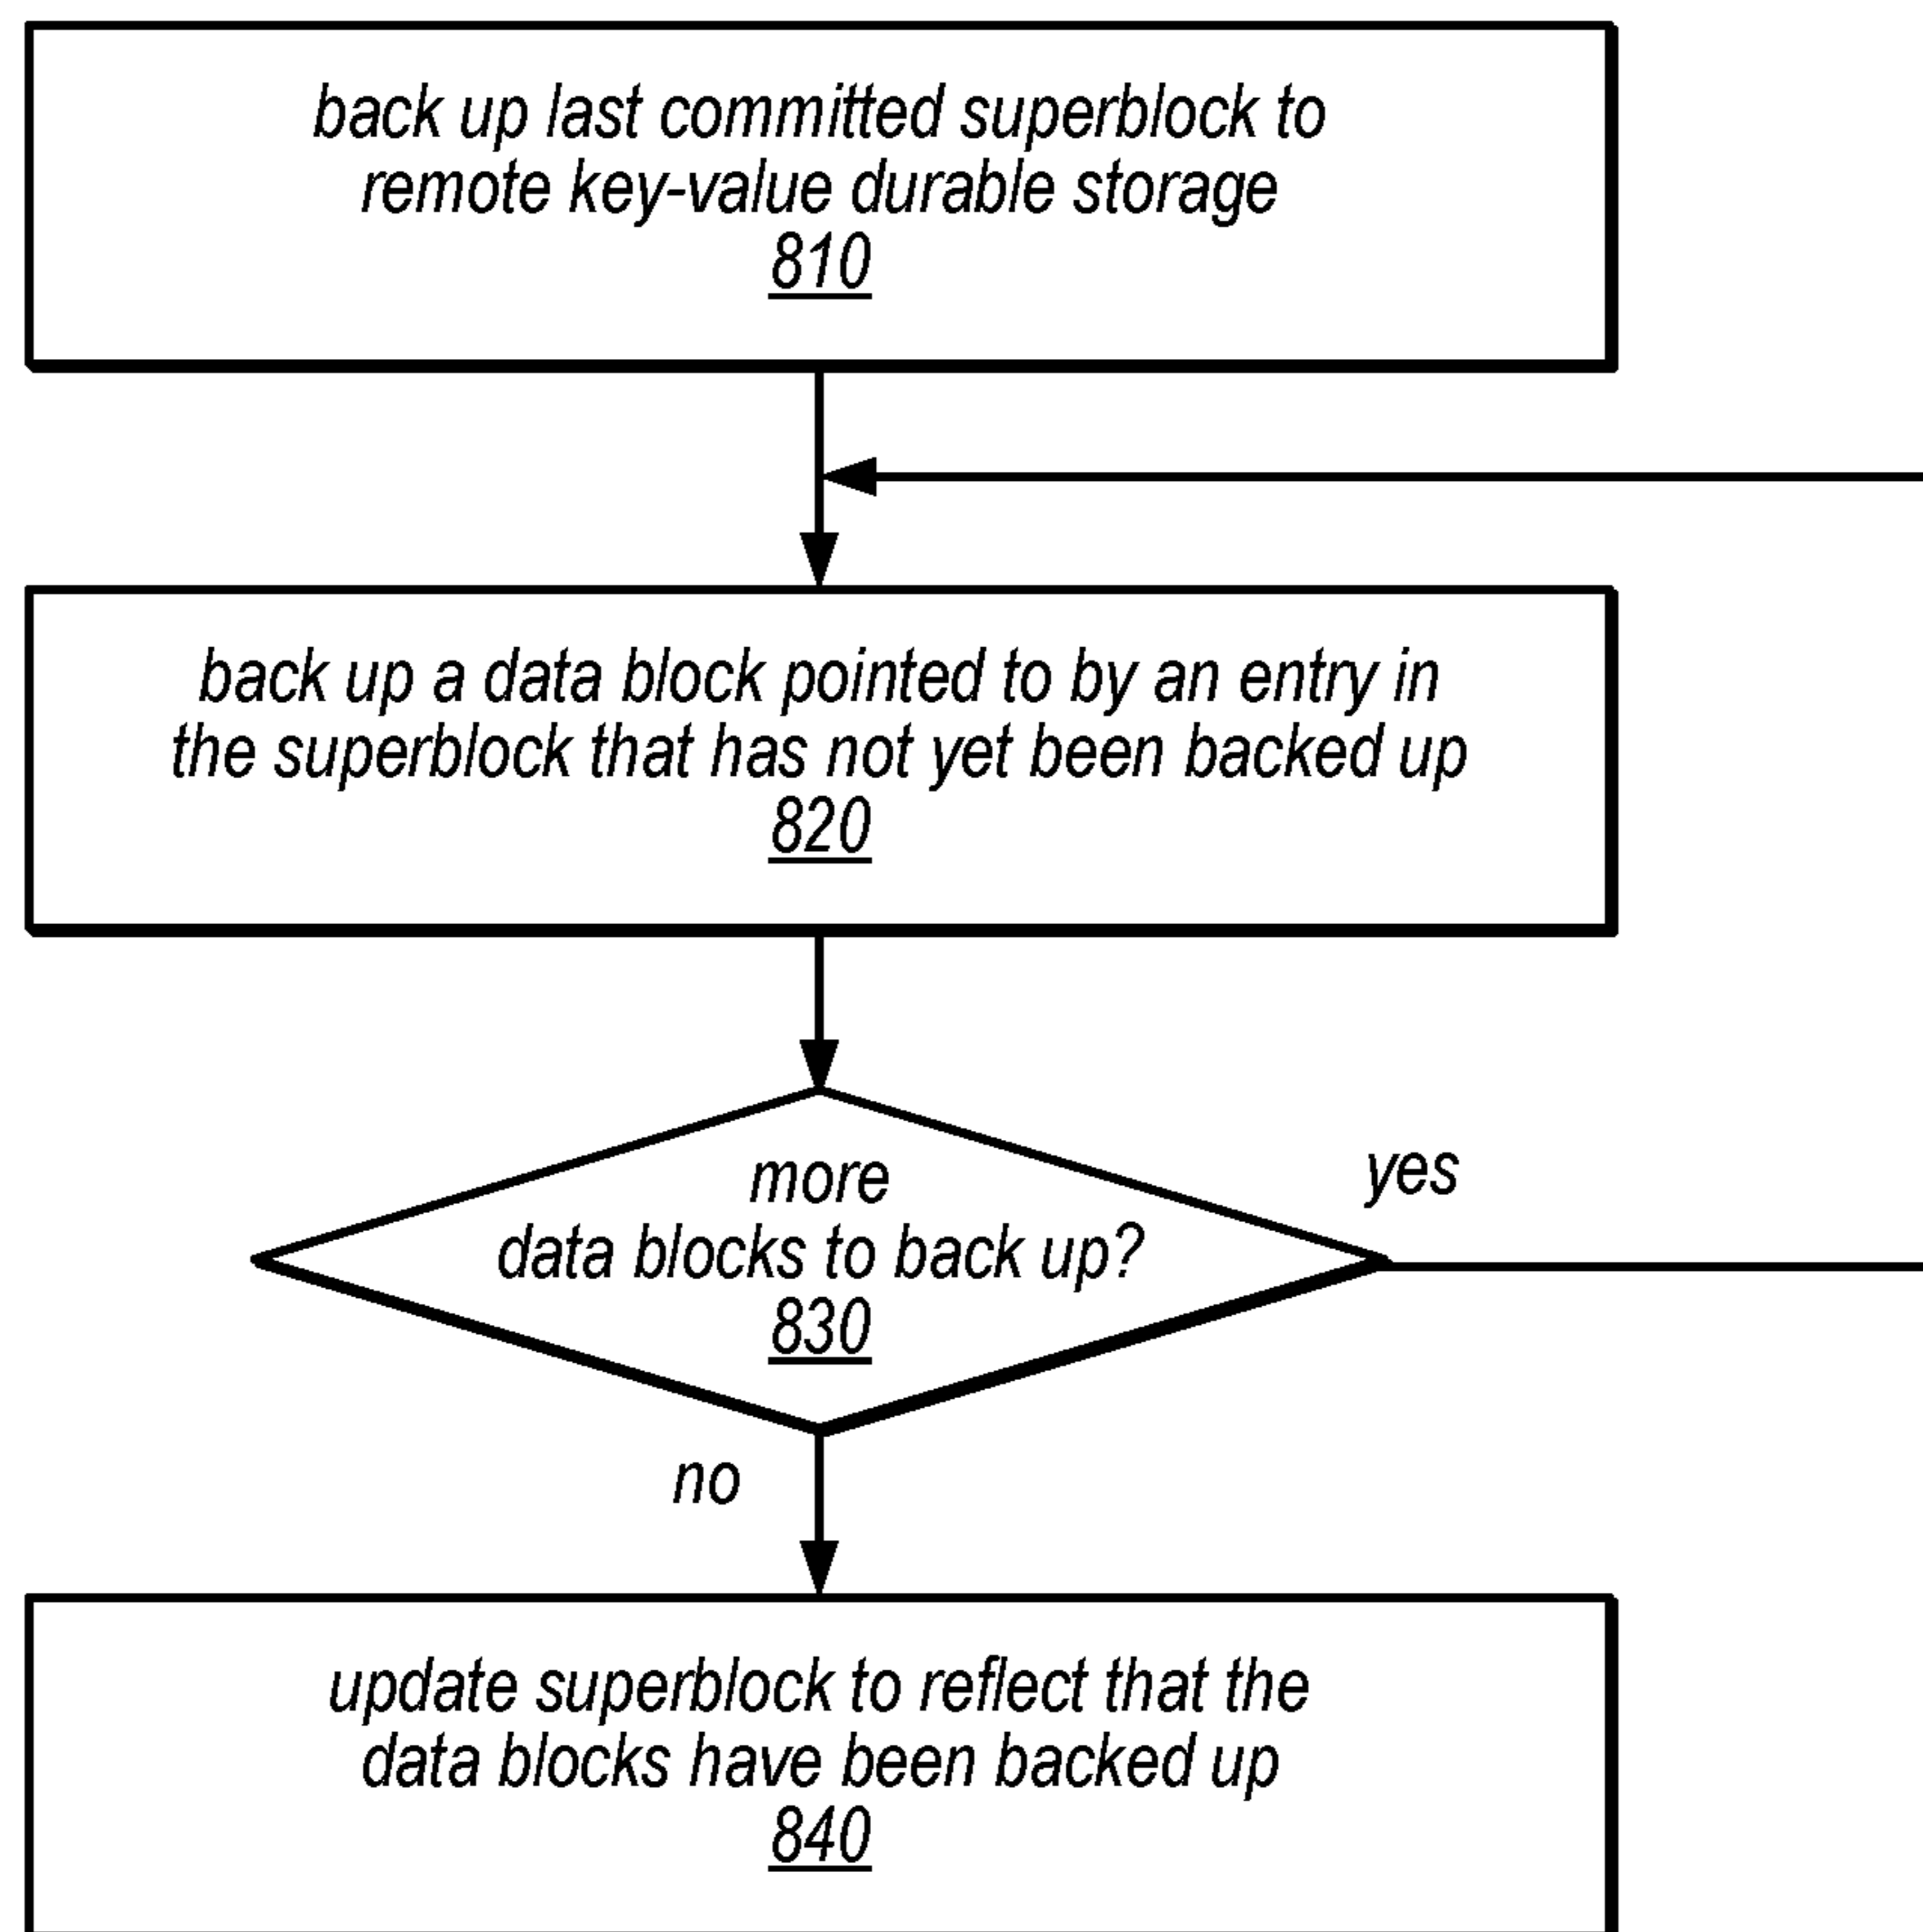 back up last committed superblock to
remote key-value durable storage
810
back up a data block pointed to by an entry in
the superblock that has not yet been backed up
820
more
data blocks to back up?
830
yes
no
update superblock to reflect that the
data blocks have been backed up
840